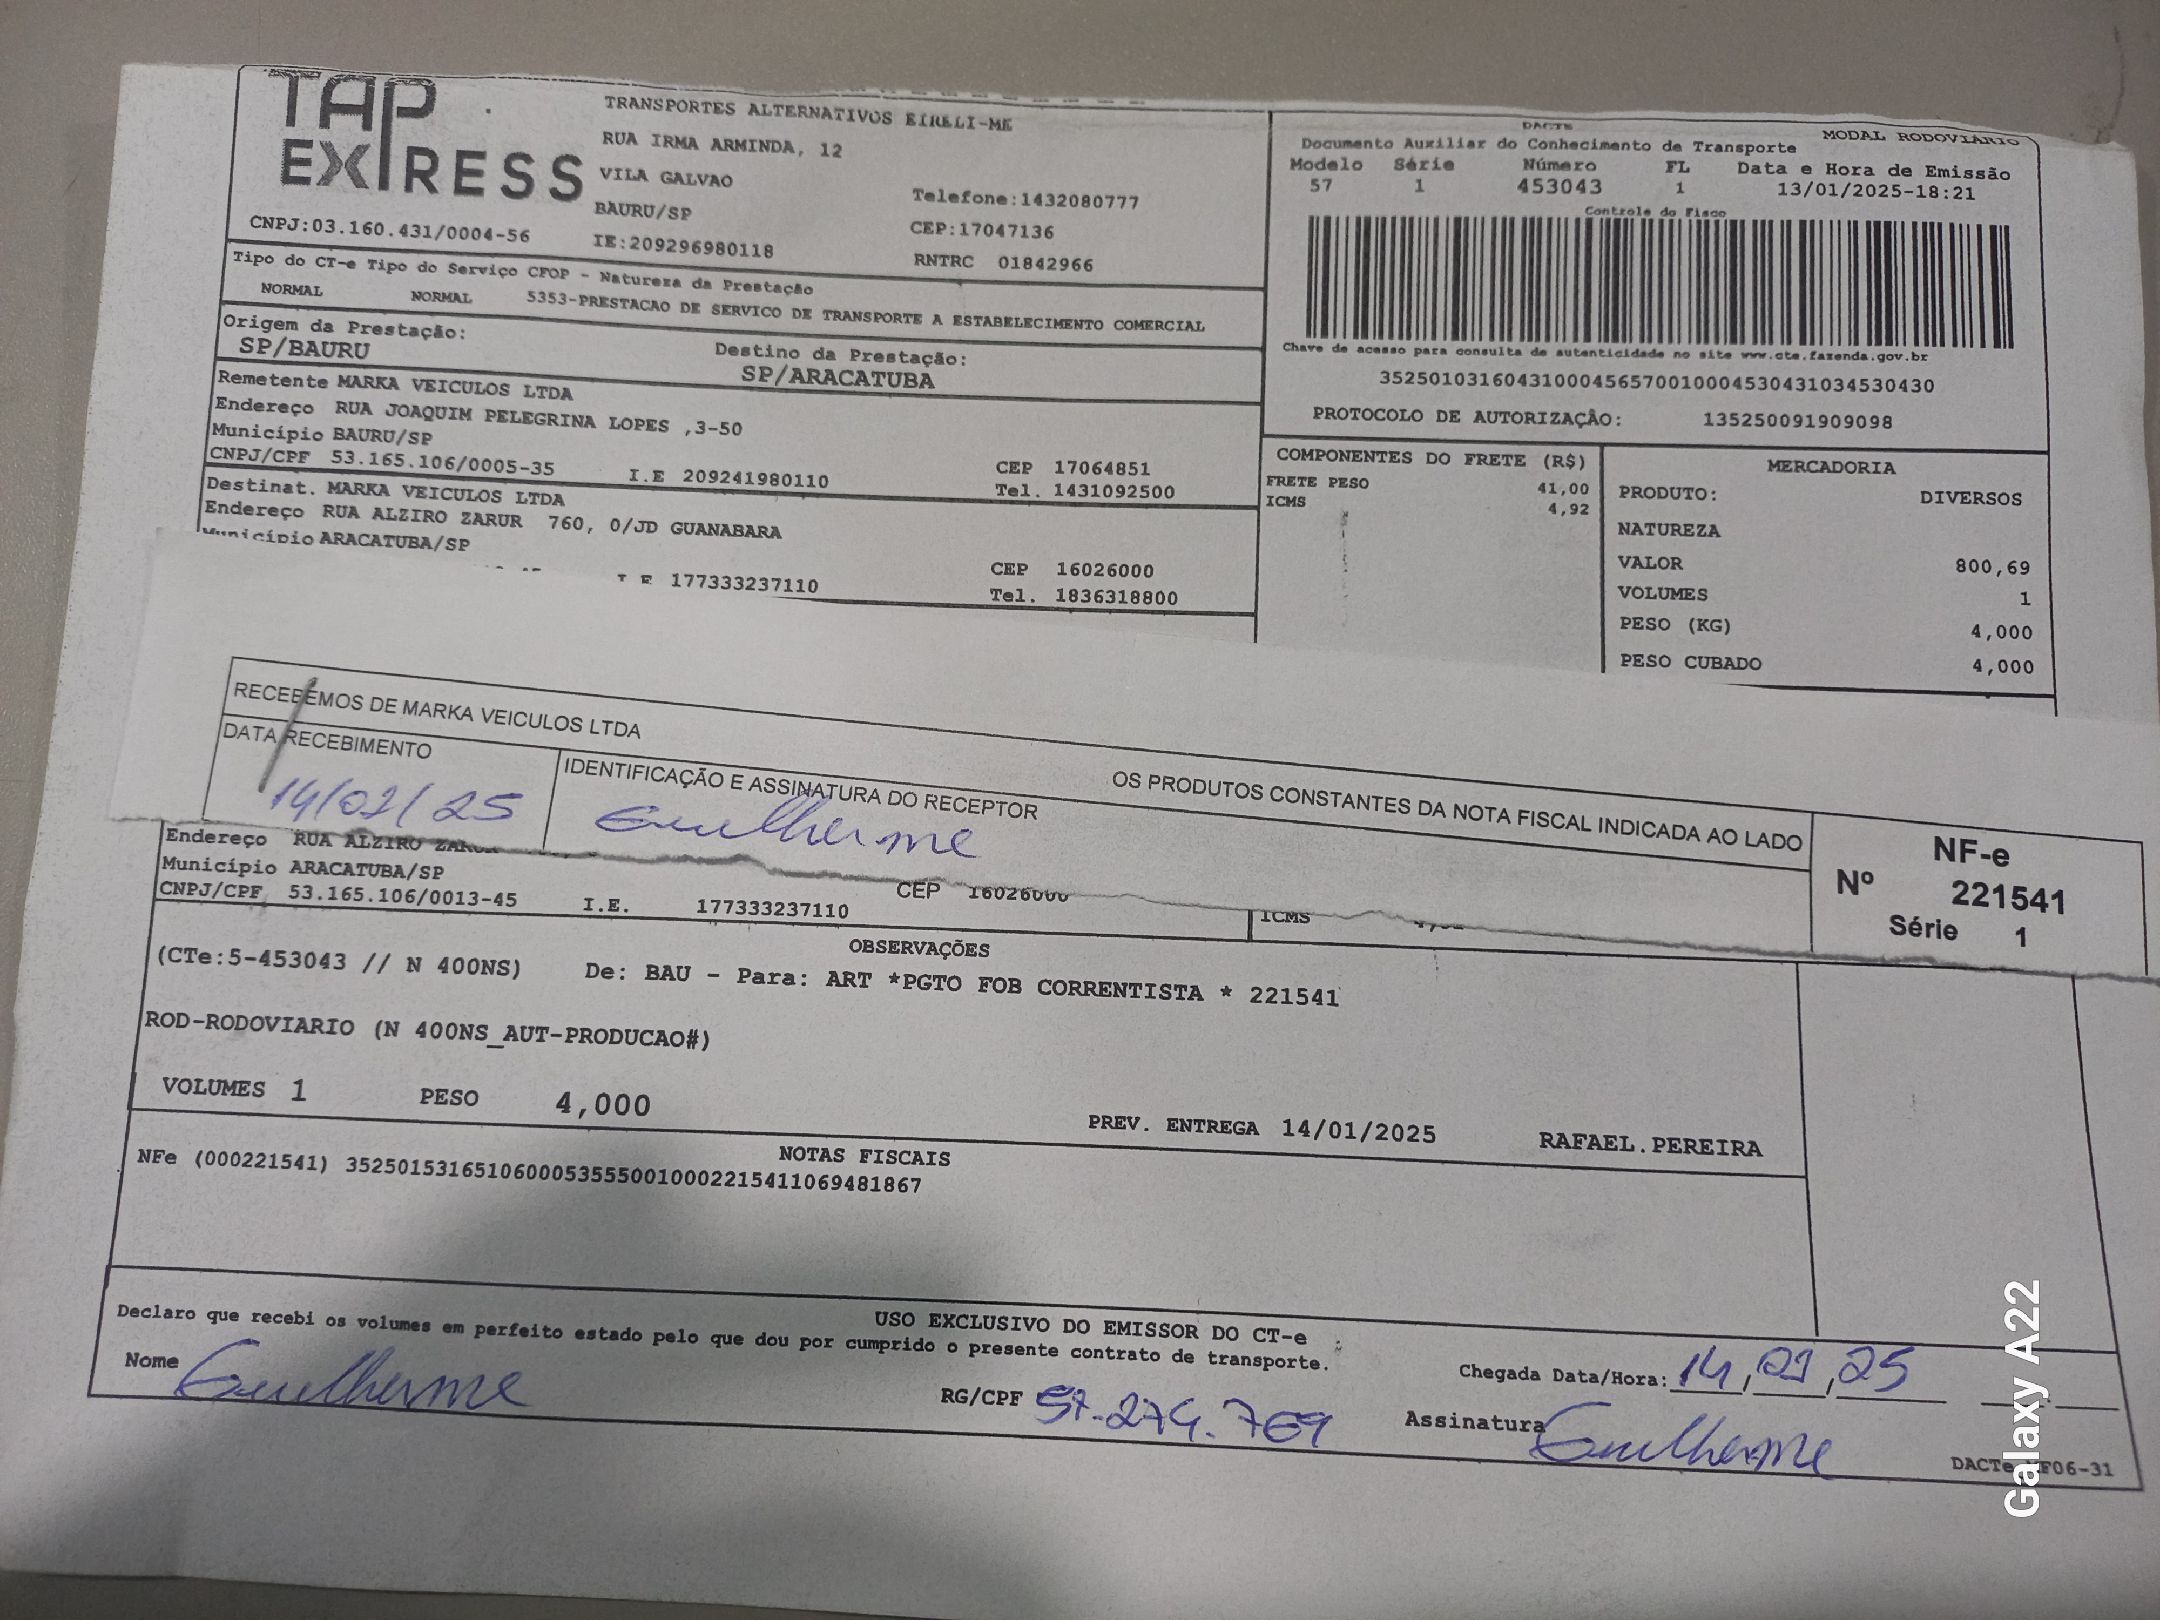 TAP EXPRESS
TRANSPORTES ALTERNATIVOS EIRELI-ME
RUA IRMA ARMINDA, 12
VILA GALVAO
BAURU/SP
Telefone:1432080777
CEP:17047136
CNPJ:03.160.431/0004-56
IE:209296980118
RNTRC 01842966
DACTE
MODAL RODOVIÁRIO
Documento Auxiliar do Conhecimento de Transporte
Modelo Série Número FL Data e Hora de Emissão
57 1 453043 1 13/01/2025-18:21
Controle do Fisco
Chave de acesso para consulta de autenticidade no site www.cte.fazenda.gov.br
35250103160431000456570010004530431034530430
PROTOCOLO DE AUTORIZAÇÃO: 135250091909098
Tipo do CT-e Tipo do Serviço CFOP - Natureza da Prestação
NORMAL NORMAL 5353-PRESTACAO DE SERVICO DE TRANSPORTE A ESTABELECIMENTO COMERCIAL
Origem da Prestação:
SP/BAURU
Destino da Prestação:
SP/ARACATUBA
Remetente MARKA VEICULOS LTDA
Endereço RUA JOAQUIM PELEGRINA LOPES ,3-50
Município BAURU/SP
CEP 17064851
CNPJ/CPF 53.165.106/0005-35 I.E 209241980110 Tel. 1431092500
Destinat. MARKA VEICULOS LTDA
Endereço RUA ALZIRO ZARUR 760, 0/JD GUANABARA
Município ARACATUBA/SP
CEP 16026000
I E 177333237110 Tel. 1836318800
COMPONENTES DO FRETE (R$)
FRETE PESO 41,00
ICMS 4,92
MERCADORIA
PRODUTO: DIVERSOS
NATUREZA
VALOR 800,69
VOLUMES 1
PESO (KG) 4,000
PESO CUBADO 4,000
RECEBEMOS DE MARKA VEICULOS LTDA
OS PRODUTOS CONSTANTES DA NOTA FISCAL INDICADA AO LADO
DATA RECEBIMENTO
14/01/25
IDENTIFICAÇÃO E ASSINATURA DO RECEPTOR
Guilherme
NF-e
Nº 221541
Série 1
Endereço RUA ALZIRO ZARUR
Município ARACATUBA/SP
CEP 16026000
CNPJ/CPF 53.165.106/0013-45 I.E. 177333237110
ICMS
OBSERVAÇÕES
(CTe:5-453043 // N 400NS) De: BAU - Para: ART *PGTO FOB CORRENTISTA * 221541
ROD-RODOVIARIO (N 400NS_AUT-PRODUCAO#)
VOLUMES 1 PESO 4,000
PREV. ENTREGA 14/01/2025 RAFAEL.PEREIRA
NOTAS FISCAIS
NFe (000221541) 35250153165106000535550010002215411069481867
USO EXCLUSIVO DO EMISSOR DO CT-e
Declaro que recebi os volumes em perfeito estado pelo que dou por cumprido o presente contrato de transporte.
Nome Guilherme
RG/CPF 57.274.769
Chegada Data/Hora: 14,01,25
Assinatura Guilherme
F06-31
Galaxy A22